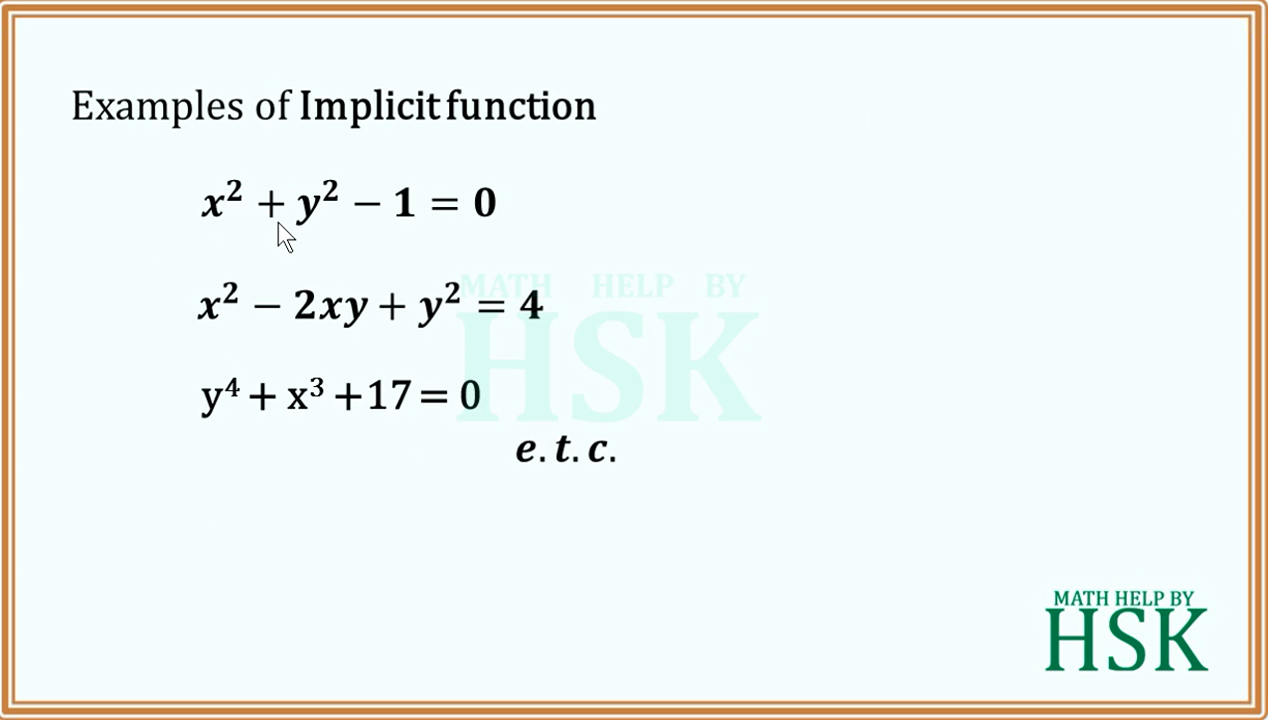 Examples of Implicit function
x² + y² − 1 = 0
MATH HELP BY
x² − 2xy + y² = 4
HSK
y⁴ + x³ + 17 = 0
e. t. c.
MATH HELP BY
HSK